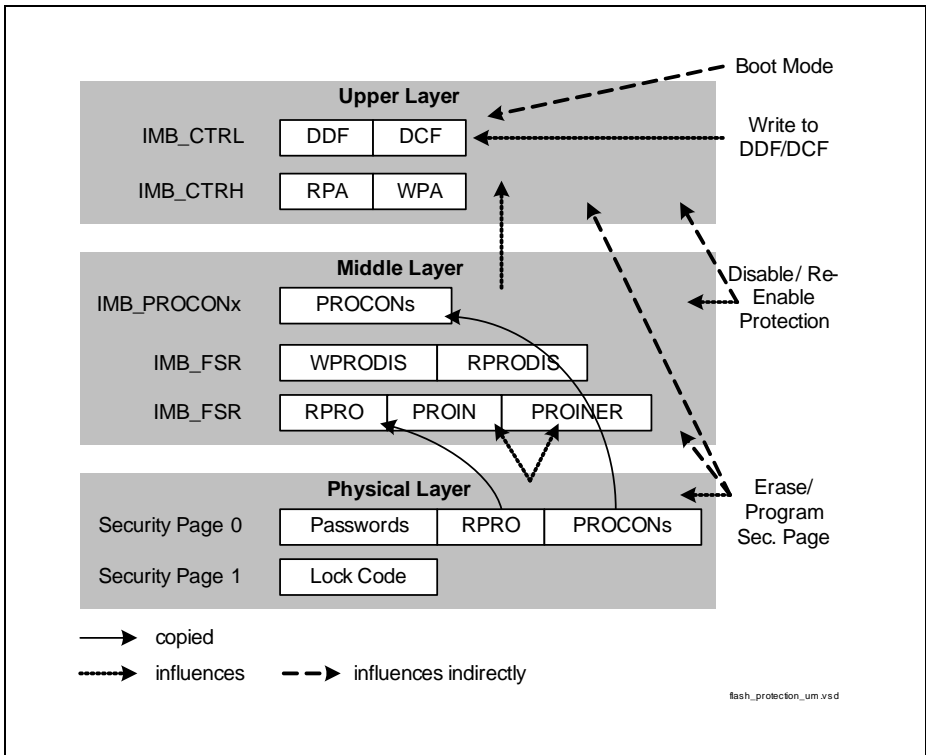 Boot Mode
Upper Layer
IMB_CTRL DDF DCF
Write to
DDF/DCF
IMB_CTRH RPA WPA
Middle Layer
Disable/ Re-
Enable
Protection
IMB_PROCONx PROCONs
IMB_FSR WPRODIS RPRODIS
IMB_FSR RPRO PROIN PROINER
Physical Layer
Erase/
Program
Sec. Page
Security Page 0 Passwords RPRO PROCONs
Security Page 1 Lock Code
copied
influences influences indirectly
flash_protection_um.vsd